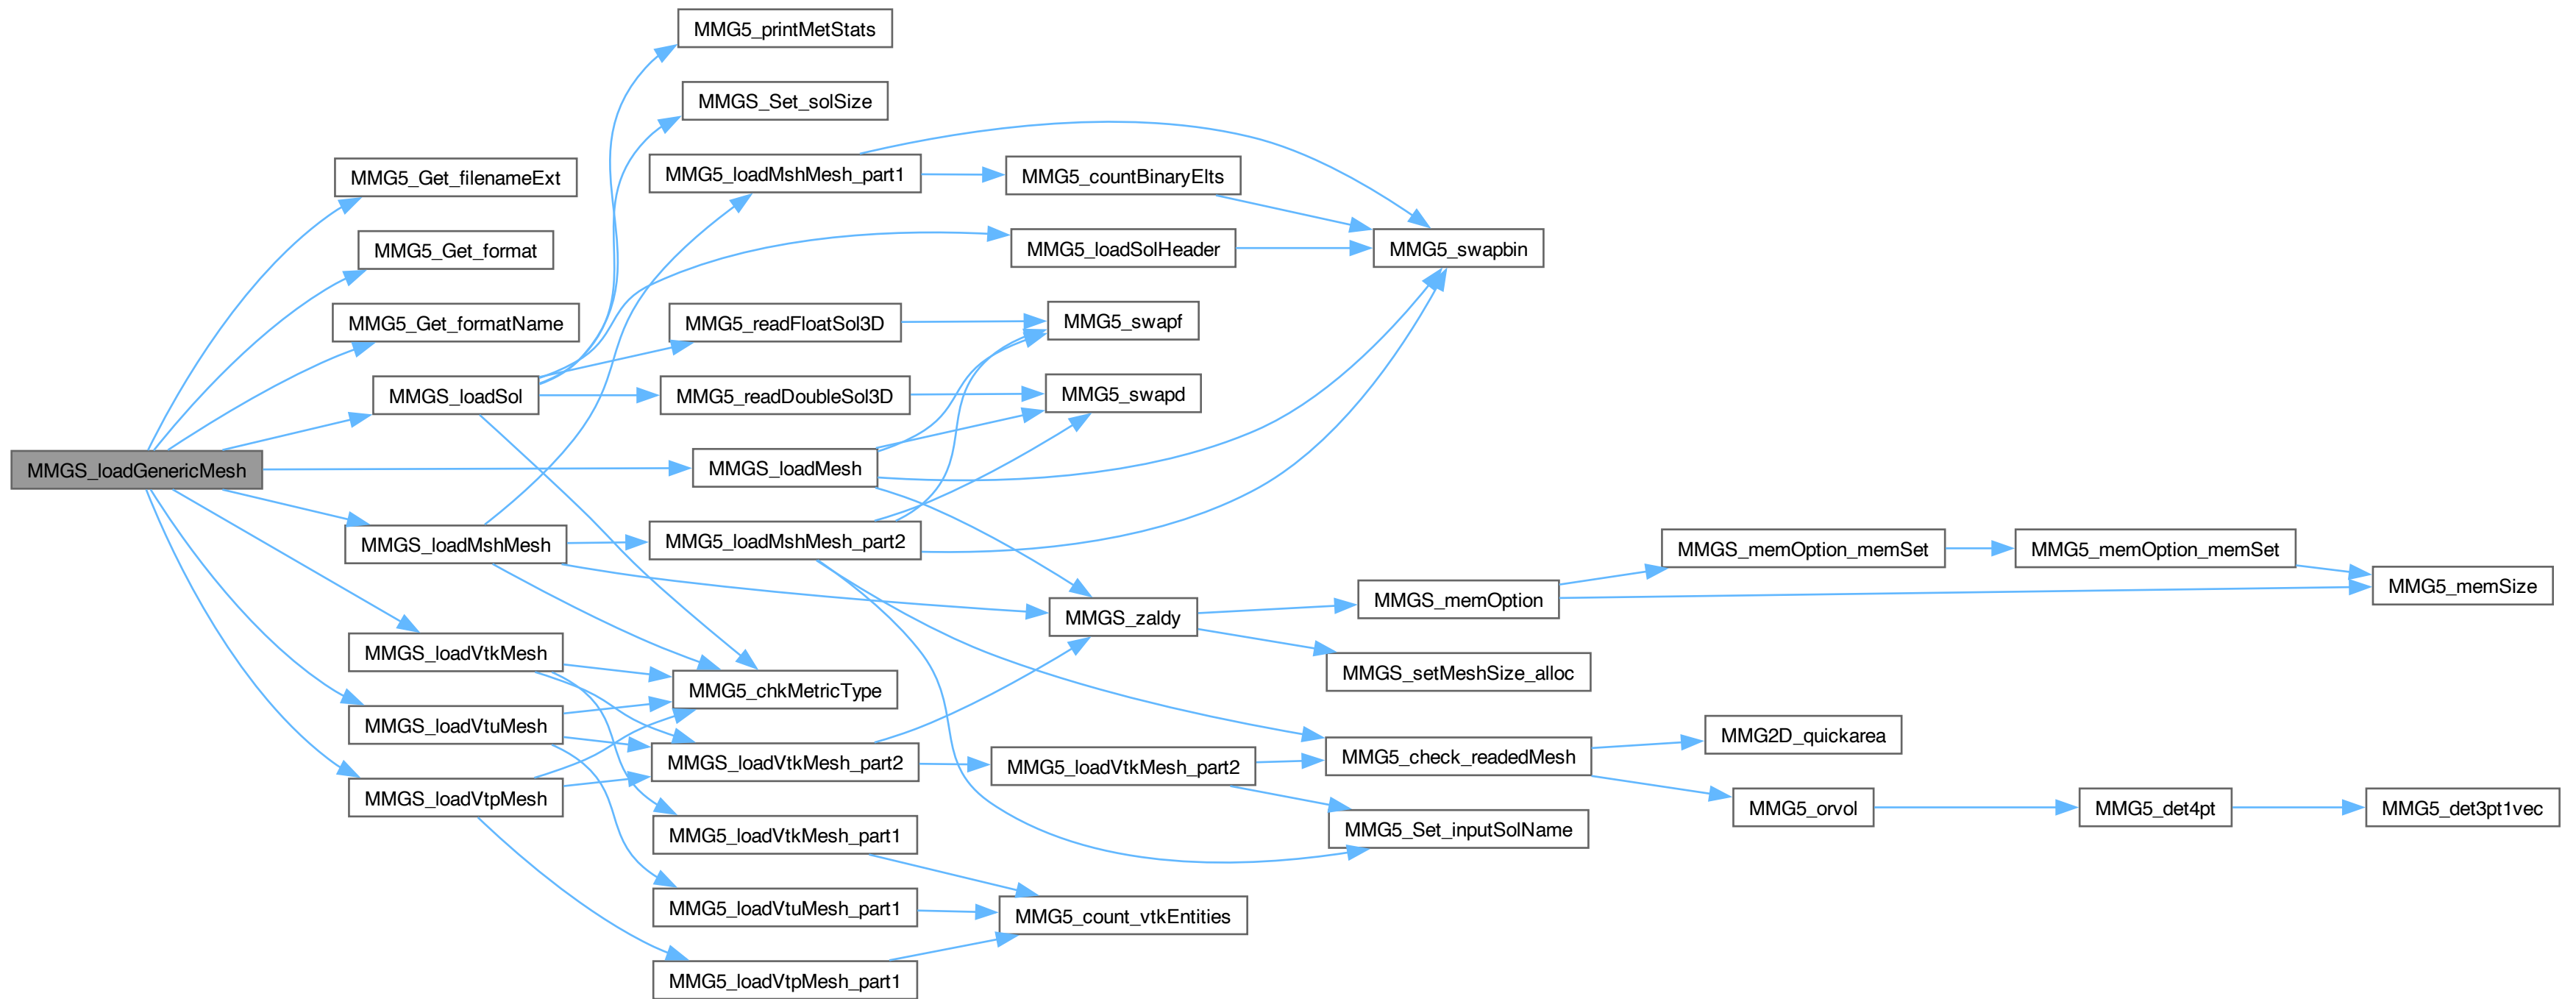 MMG5_printMetStats
MMGS_Set_solSize
MMG5_Get_filenameExt
MMG5_loadMshMesh_part1
MMG5_countBinaryElts
MMG5_Get_format
MMG5_loadSolHeader
MMG5_swapbin
MMG5_Get_formatName
MMG5_readFloatSol3D
MMG5_swapf
MMGS_loadSol
MMG5_readDoubleSol3D
MMG5_swapd
MMGS_loadGenericMesh
MMGS_loadMesh
MMGS_loadMshMesh
MMG5_loadMshMesh_part2
MMGS_memOption_memSet
MMG5_memOption_memSet
MMGS_zaldy
MMGS_memOption
MMG5_memSize
MMGS_loadVtkMesh
MMG5_chkMetricType
MMGS_setMeshSize_alloc
MMGS_loadVtuMesh
MMGS_loadVtkMesh_part2
MMG5_loadVtkMesh_part2
MMG5_check_readedMesh
MMG2D_quickarea
MMGS_loadVtpMesh
MMG5_loadVtkMesh_part1
MMG5_Set_inputSolName
MMG5_orvol
MMG5_det4pt
MMG5_det3pt1vec
MMG5_loadVtuMesh_part1
MMG5_count_vtkEntities
MMG5_loadVtpMesh_part1